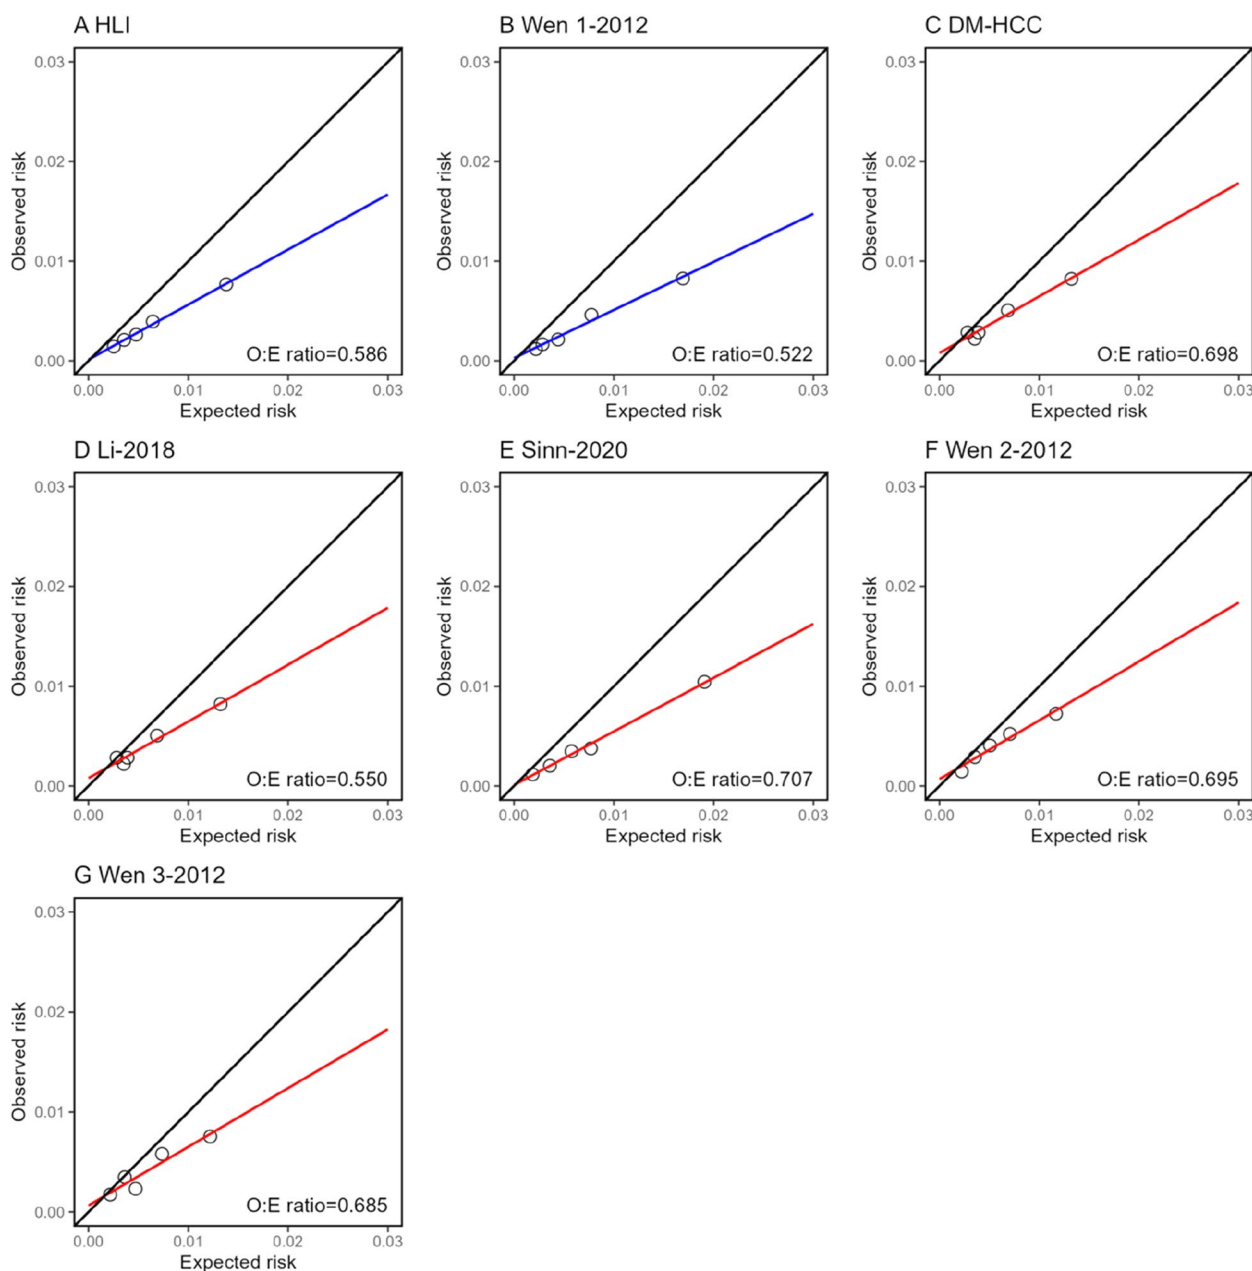 A HLI
B Wen 1-2012
C DM-HCC
0.03
0.02
0.01
0.00
Observed risk
O:E ratio=0.586
0.00 0.01 0.02 0.03
Expected risk
0.03
0.02
0.01
0.00
Observed risk
O:E ratio=0.522
0.00 0.01 0.02 0.03
Expected risk
0.03
0.02
0.01
0.00
Observed risk
O:E ratio=0.698
0.00 0.01 0.02 0.03
Expected risk
D Li-2018
E Sinn-2020
F Wen 2-2012
0.03
0.02
0.01
0.00
Observed risk
O:E ratio=0.550
0.00 0.01 0.02 0.03
Expected risk
0.03
0.02
0.01
0.00
Observed risk
O:E ratio=0.707
0.00 0.01 0.02 0.03
Expected risk
0.03
0.02
0.01
0.00
Observed risk
O:E ratio=0.695
0.00 0.01 0.02 0.03
Expected risk
G Wen 3-2012
0.03
0.02
0.01
0.00
Observed risk
O:E ratio=0.685
0.00 0.01 0.02 0.03
Expected risk